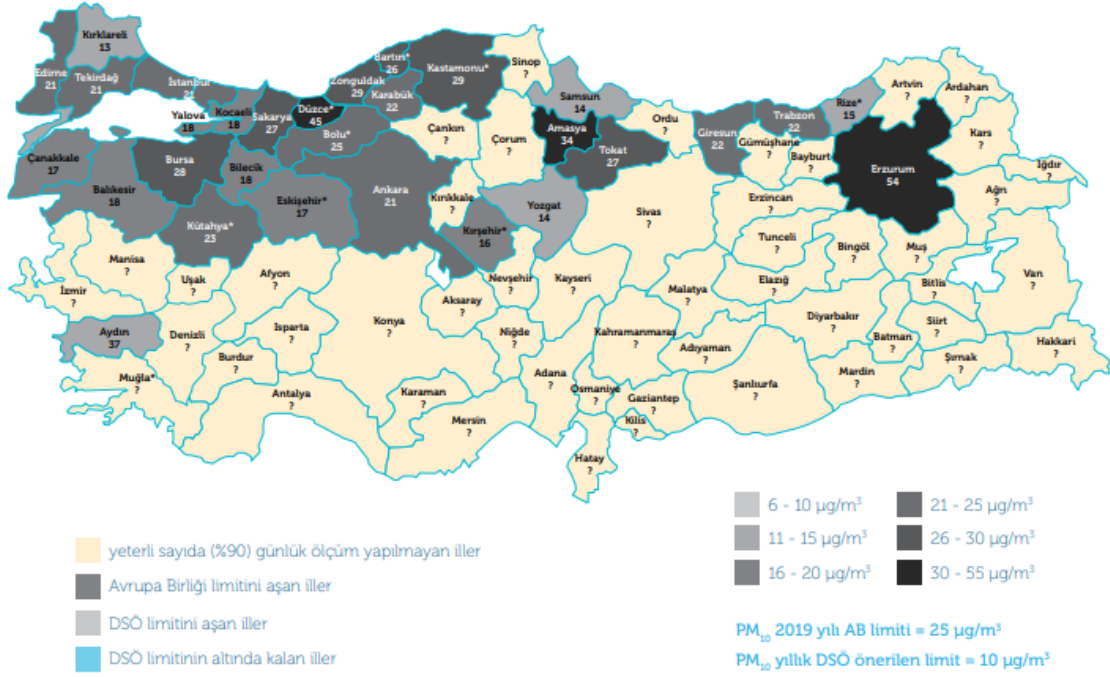 Kırklareli
13
Edirne
21
Tekirdağ
21
İstanbul
21
Yalova
18
Kocaeli
18
Sakarya
27
Düzce*
45
Zonguldak
29
Bartın*
26
Karabük
22
Kastamonu*
29
Bolu*
25
Sinop
?
Çankırı
?
Çorum
?
Samsun
14
Amasya
34
Tokat
27
Ordu
?
Giresun
22
Trabzon
22
Gümüşhane
?
Bayburt
?
Rize*
15
Artvin
?
Ardahan
?
Kars
?
Iğdır
?
Erzurum
54
Ağrı
?
Çanakkale
17
Balıkesir
18
Bursa
28
Bilecik
18
Kütahya*
23
Eskişehir*
17
Ankara
21
Kırıkkale
?
Kırşehir*
16
Yozgat
14
Sivas
?
Erzincan
?
Tunceli
?
Bingöl
?
Muş
?
Bitlis
?
Van
?
Manisa
?
İzmir
?
Uşak
?
Afyon
?
Aydın
37
Denizli
?
Isparta
?
Burdur
?
Muğla*
?
Antalya
?
Konya
?
Aksaray
?
Nevşehir
?
Niğde
?
Kayseri
?
Karaman
?
Mersin
?
Adana
?
Osmaniye
?
Hatay
?
Kahramanmaraş
?
Malatya
?
Elazığ
?
Adıyaman
?
Gaziantep
?
Kilis
?
Şanlıurfa
?
Diyarbakır
?
Batman
?
Mardin
?
Siirt
?
Şırnak
?
Hakkari
?
yeterli sayıda (%90) günlük ölçüm yapılmayan iller
Avrupa Birliği limitini aşan iller
DSÖ limitini aşan iller
DSÖ limitinin altında kalan iller
6 - 10 µg/m³
11 - 15 µg/m³
16 - 20 µg/m³
21 - 25 µg/m³
26 - 30 µg/m³
30 - 55 µg/m³
PM₁₀ 2019 yılı AB limiti = 25 µg/m³
PM₁₀ yıllık DSÖ önerilen limit = 10 µg/m³